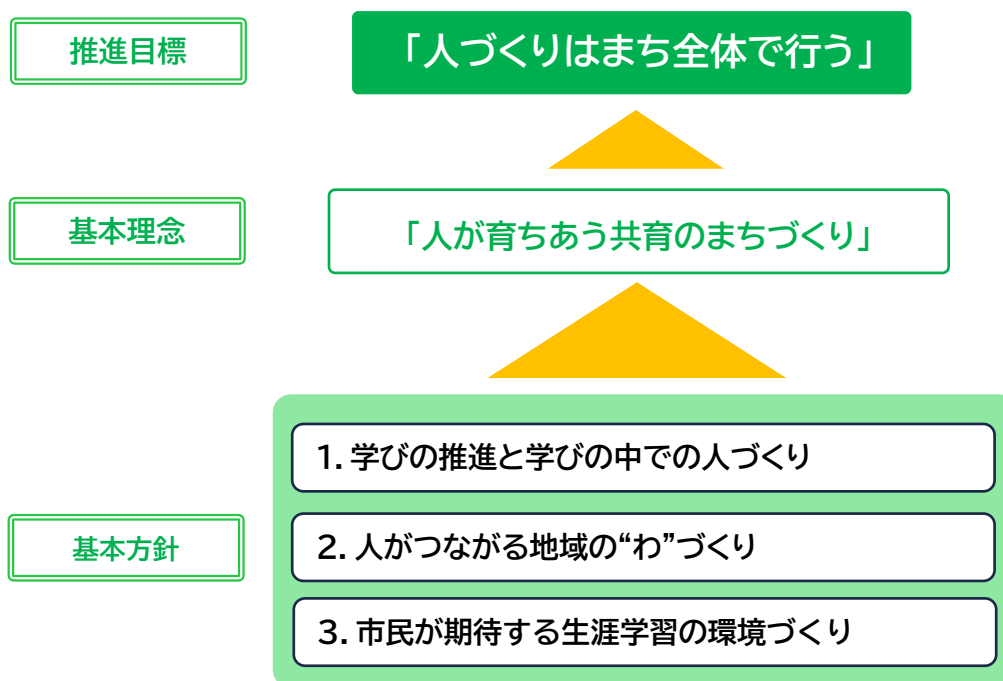 推進目標
「人づくりはまち全体で行う」
基本理念
「人が育ちあう共育のまちづくり」
基本方針
1. 学びの推進と学びの中での人づくり
2. 人がつながる地域の“わ”づくり
3. 市民が期待する生涯学習の環境づくり